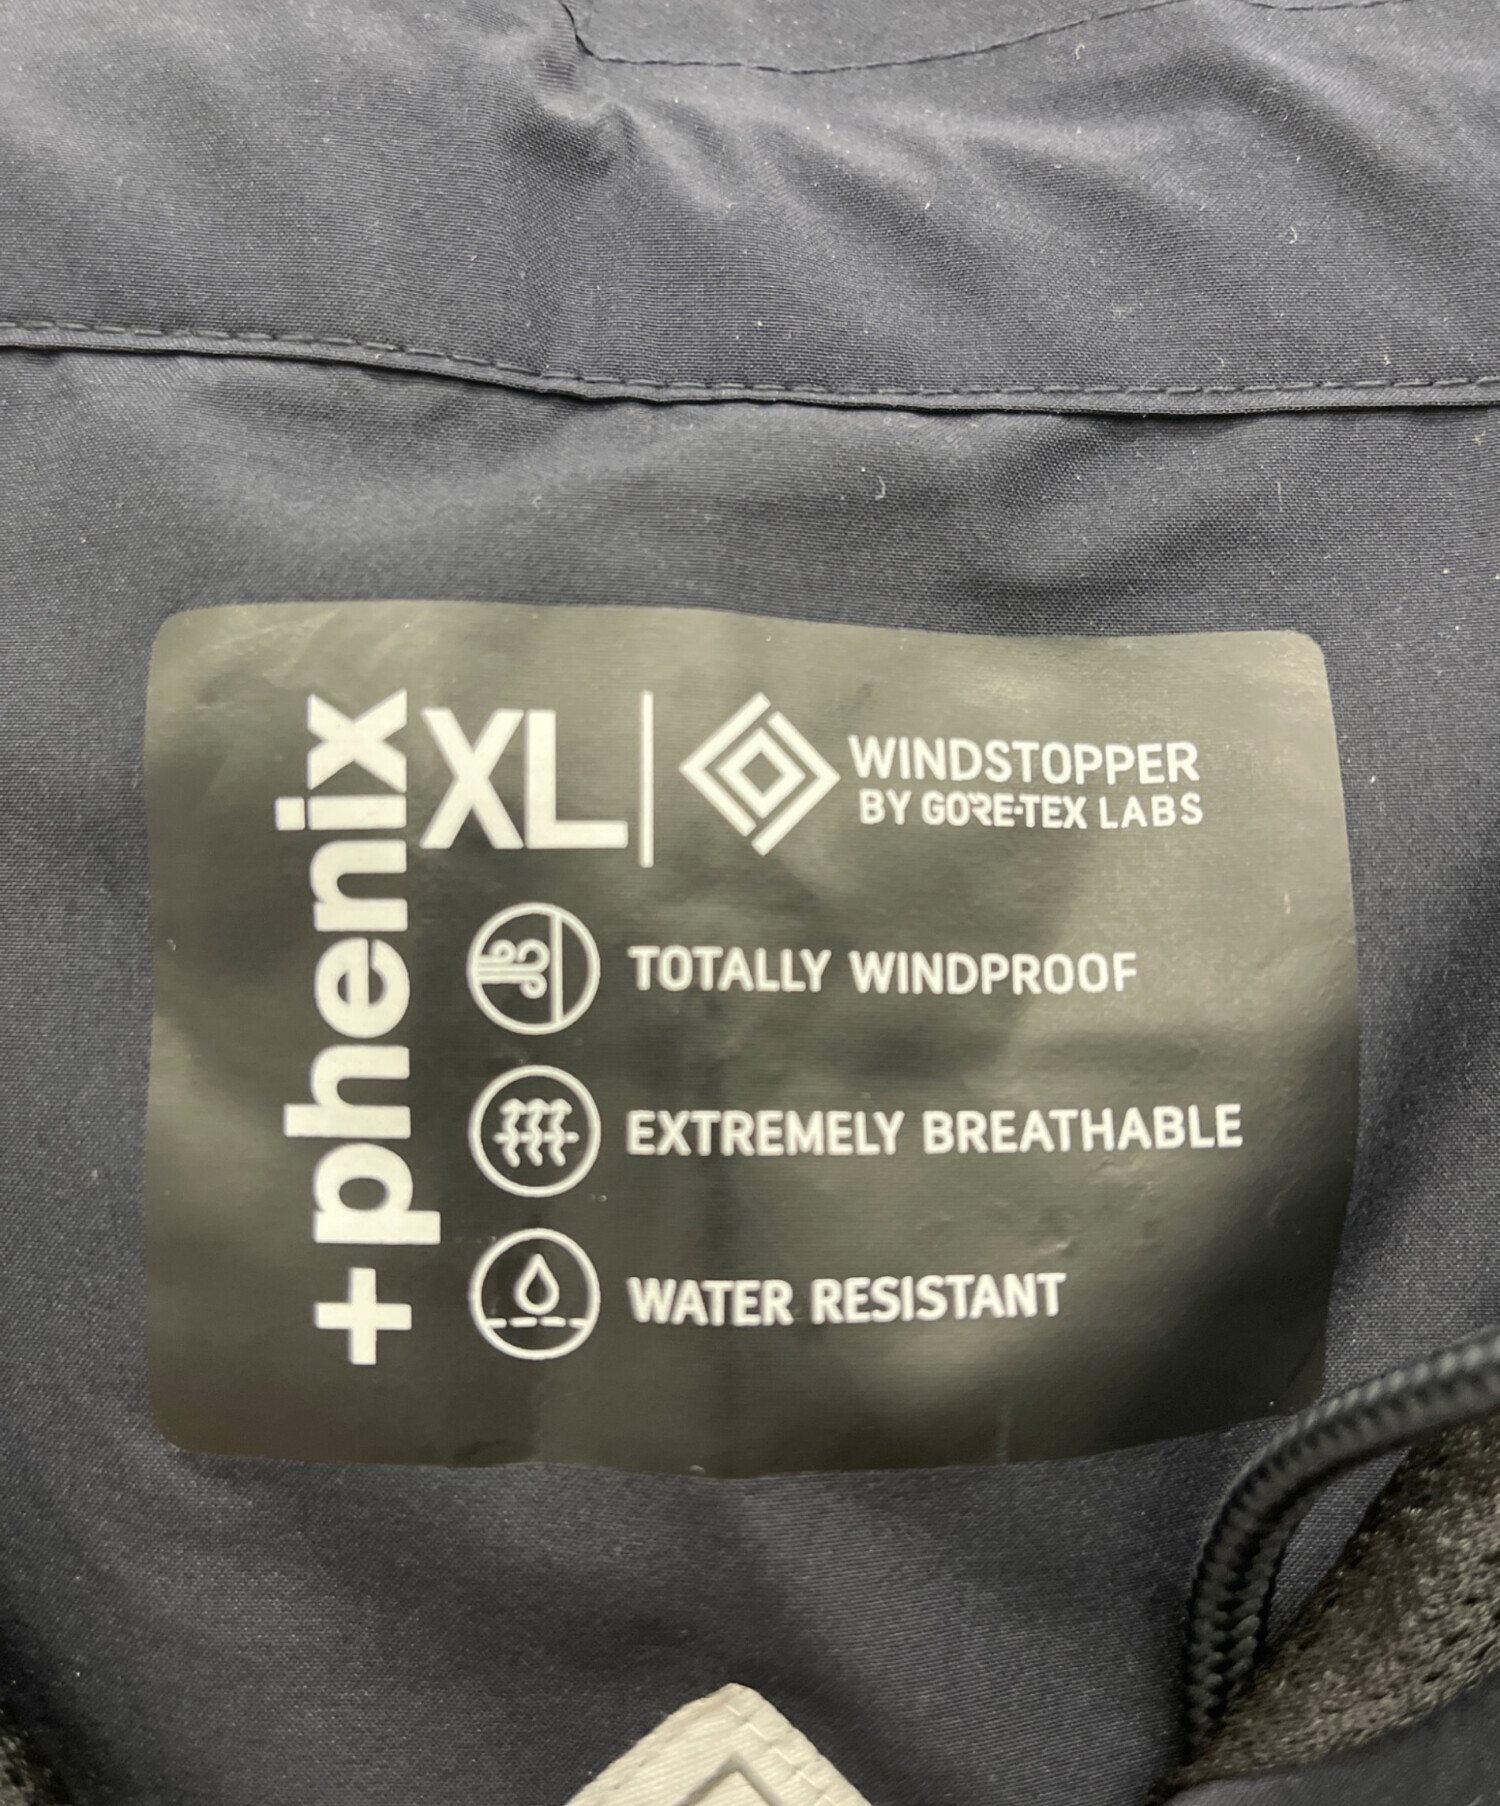 +phenix
XL
WINDSTOPPER
BY GORE-TEX LABS
TOTALLY WINDPROOF
EXTREMELY BREATHABLE
WATER RESISTANT